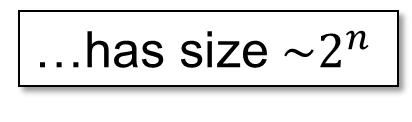 …has size ~2ⁿ